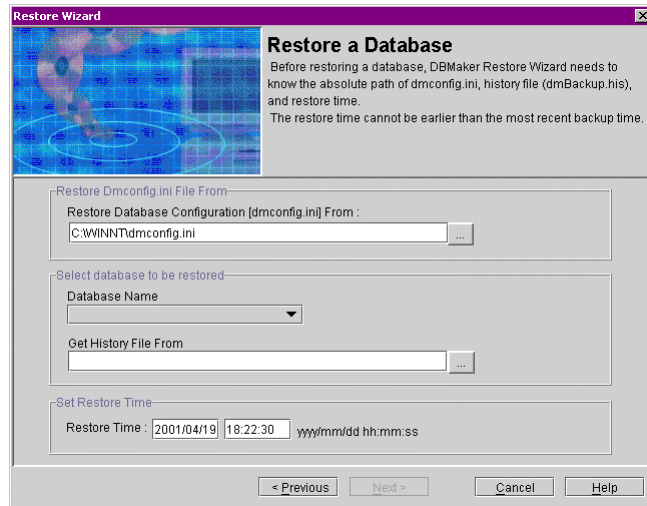 Restore Wizard
Restore a Database
Before restoring a database, DBMaker Restore Wizard needs to
know the absolute path of dmconfig.ini, history file (dmBackup.his),
and restore time.
The restore time cannot be earlier than the most recent backup time.
Restore Dmconfig.ini File From
Restore Database Configuration [dmconfig.ini] From :
C:\WINNT\dmconfig.ini
...
Select database to be restored
Database Name
Get History File From
...
Set Restore Time
Restore Time : 2001/04/19 18:22:30 yyyy/mm/dd hh:mm:ss
< Previous Next > Cancel Help